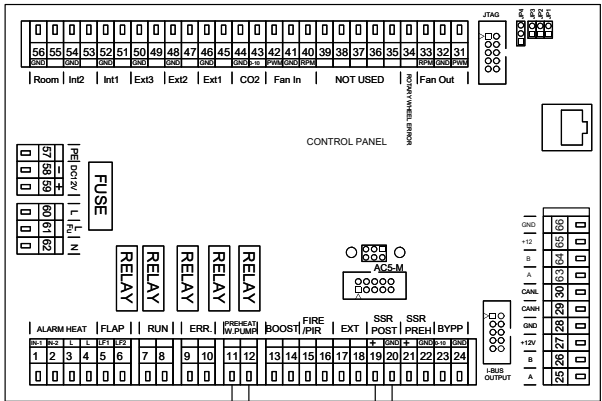 JTAG
JP4 JP3 JP2 JP1
56 55 54 53 52 51 50 49 48 47 46 45 44 43 42 41 40 39 38 37 36 35 34 33 32 31
GND GND GND GND GND GND GND 0-10 PWM GND RPM RPM GND PWM
Room Int2 Int1 Ext3 Ext2 Ext1 CO2 Fan In NOT USED ROTARY WHEEL ERROR Fan Out
CONTROL PANEL
57 PE
58 - DC12V
59 +
FUSE
60 L
61 L Fu
62 N
GND 66
+12 65
B 64
A 63
CANL 30
CANH 29
GND 28
+12V 27
B 26
A 25
RELAY RELAY RELAY RELAY RELAY
AC5-M
I-BUS
OUTPUT
ALARM HEAT FLAP RUN ERR. PREHEAT W.PUMP BOOST FIRE /PIR EXT SSR POST SSR PREH BYPP
IN-1 IN-2 L L LF1 LF2 + GND + GND 0-10 GND
1 2 3 4 5 6 7 8 9 10 11 12 13 14 15 16 17 18 19 20 21 22 23 24